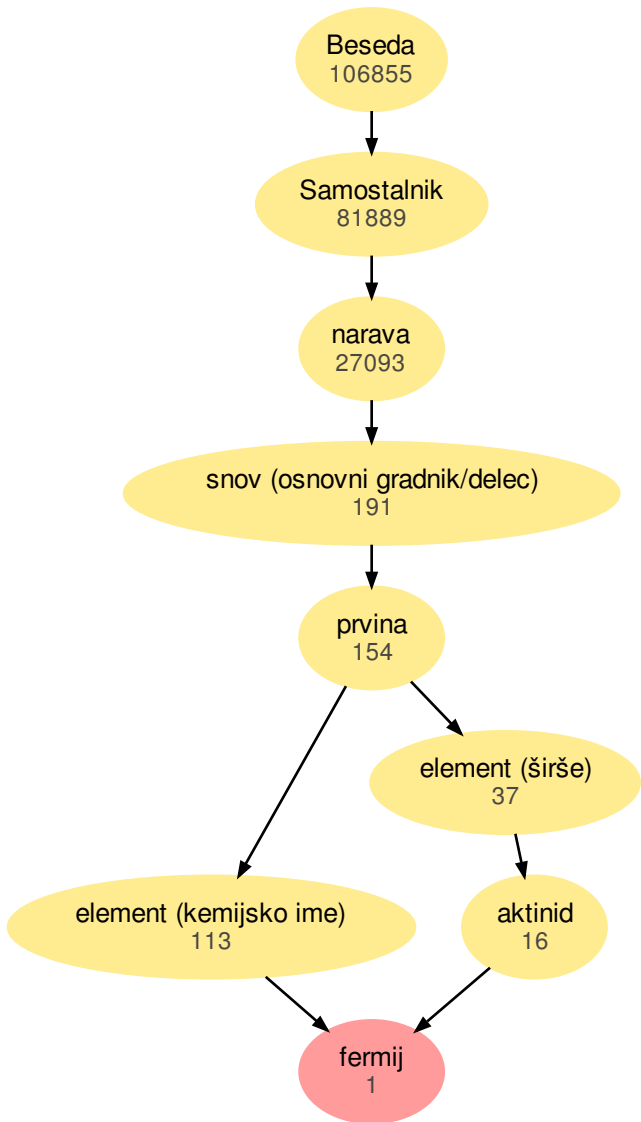 Beseda
106855
Samostalnik
81889
narava
27093
snov (osnovni gradnik/delec)
191
prvina
154
element (širše)
37
element (kemijsko ime)
113
aktinid
16
fermij
1